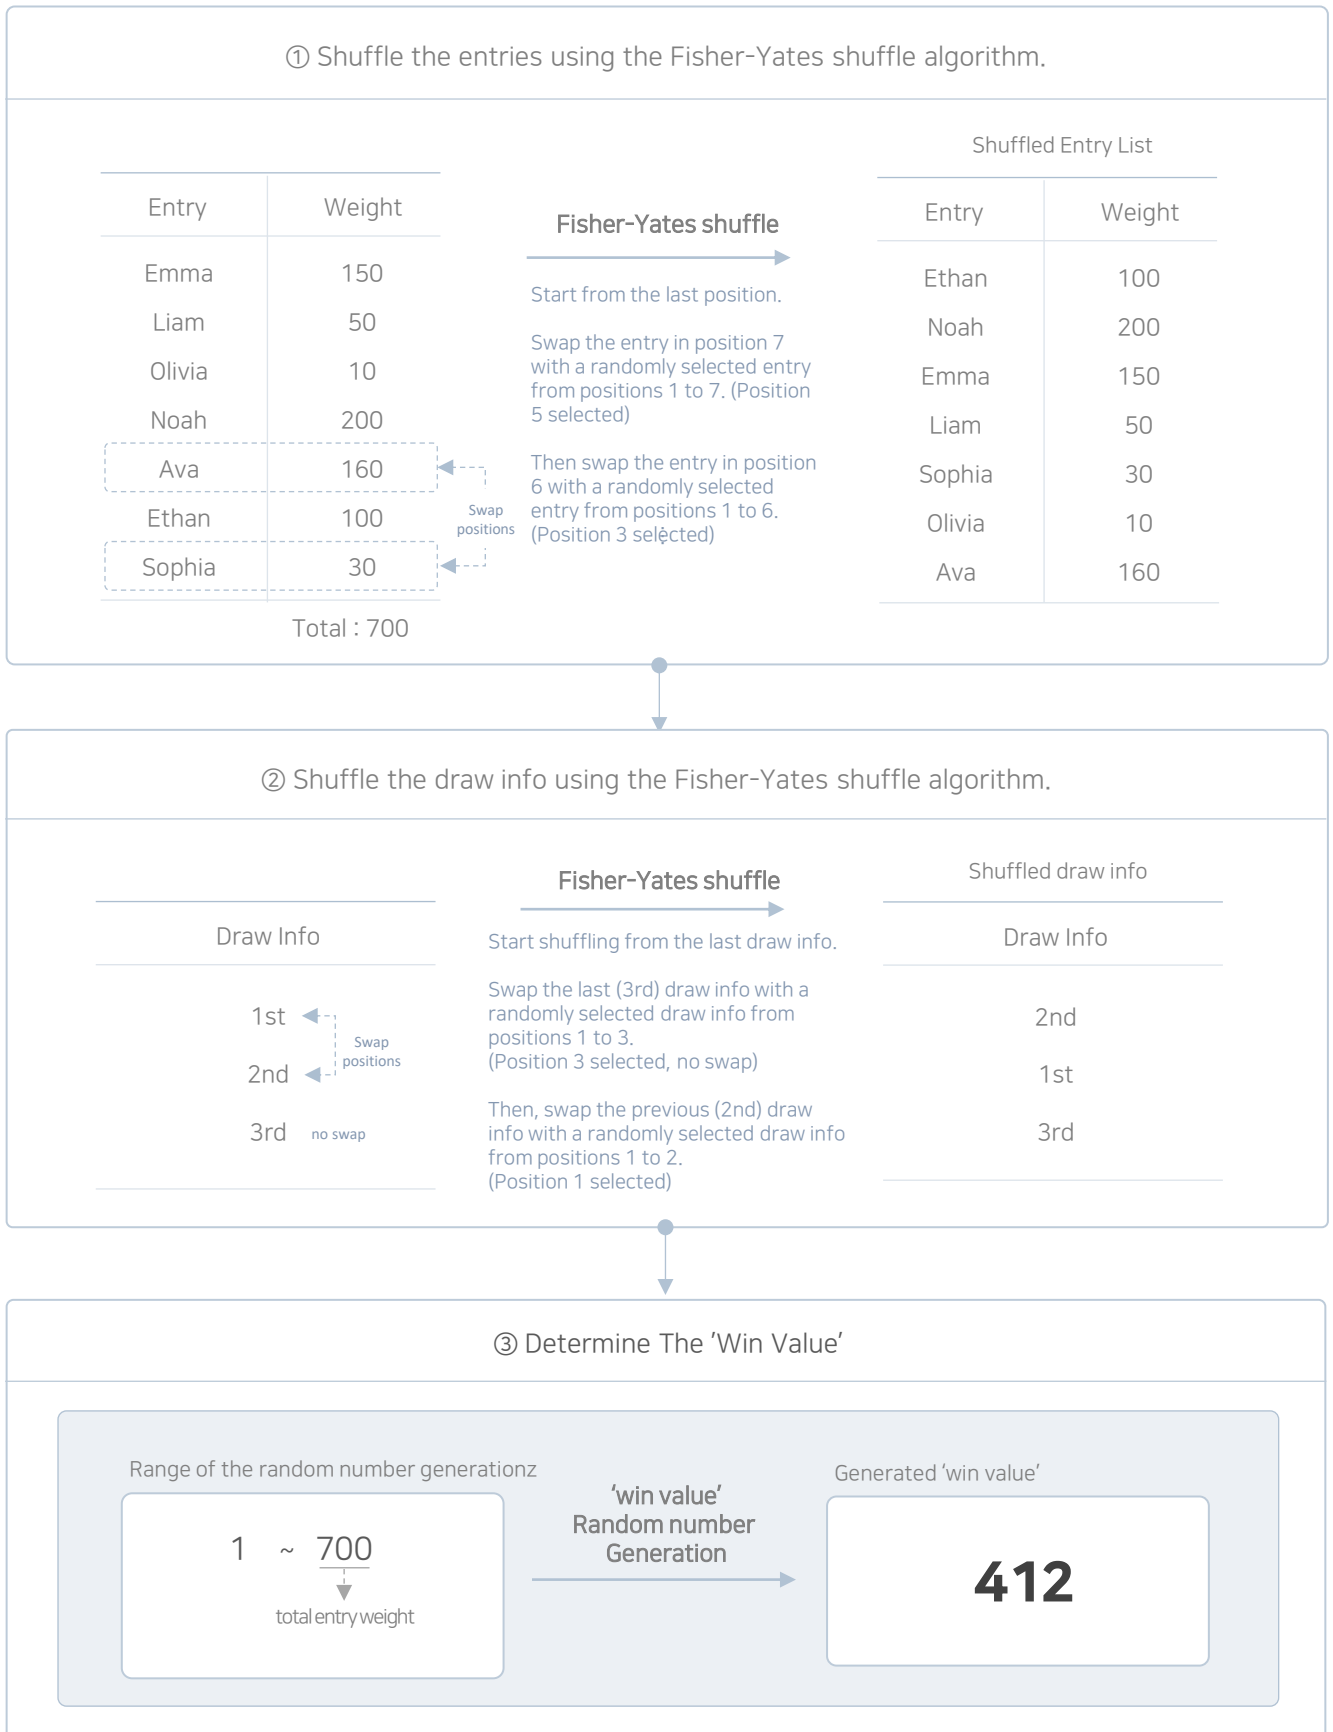 ① Shuffle the entries using the Fisher-Yates shuffle algorithm.
Entry Weight
Emma 150
Liam 50
Olivia 10
Noah 200
Ava 160
Ethan 100
Sophia 30
Total : 700
Swap
positions
Fisher-Yates shuffle
Start from the last position.
Swap the entry in position 7
with a randomly selected entry
from positions 1 to 7. (Position
5 selected)
Then swap the entry in position
6 with a randomly selected
entry from positions 1 to 6.
(Position 3 selected)
:
Shuffled Entry List
Entry Weight
Ethan 100
Noah 200
Emma 150
Liam 50
Sophia 30
Olivia 10
Ava 160
② Shuffle the draw info using the Fisher-Yates shuffle algorithm.
Draw Info
1st
2nd
3rd no swap
Swap
positions
Fisher-Yates shuffle
Start shuffling from the last draw info.
Swap the last (3rd) draw info with a
randomly selected draw info from
positions 1 to 3.
(Position 3 selected, no swap)
Then, swap the previous (2nd) draw
info with a randomly selected draw info
from positions 1 to 2.
(Position 1 selected)
Shuffled draw info
Draw Info
2nd
1st
3rd
③ Determine The ‘Win Value’
Range of the random number generationz
1 ~ 700
total entry weight
‘win value’
Random number
Generation
Generated ‘win value’
412